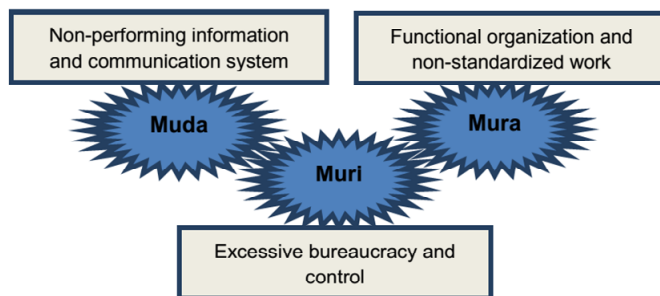 Non-performing information
and communication system
Functional organization and
non-standardized work
Muda
Mura
Muri
Excessive bureaucracy and
control